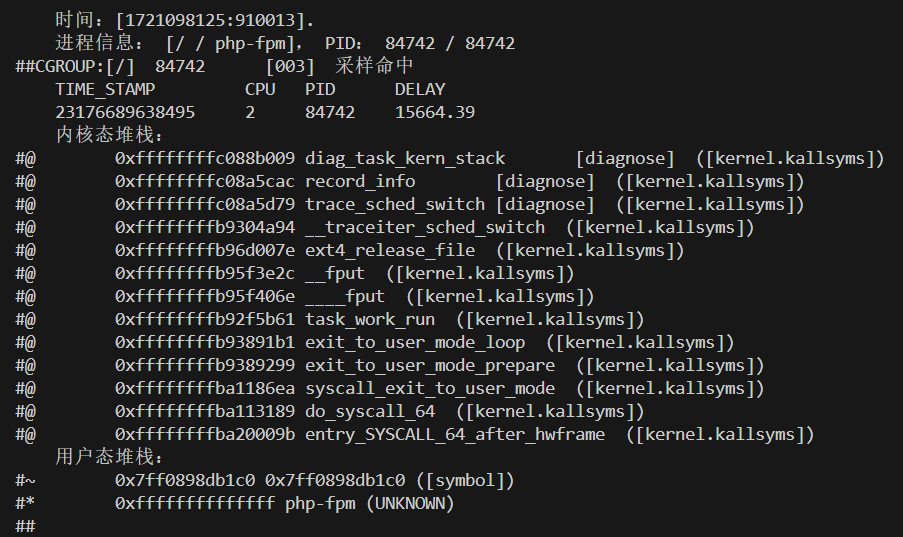 时间：[1721098125:910013].
进程信息： [/ / php-fpm]， PID： 84742 / 84742
##CGROUP:[/]  84742      [003]  采样命中
TIME_STAMP         CPU   PID      DELAY
23176689638495     2     84742    15664.39
内核态堆栈：
#@        0xffffffffc088b009 diag_task_kern_stack       [diagnose]  ([kernel.kallsyms])
#@        0xffffffffc08a5cac record_info        [diagnose]  ([kernel.kallsyms])
#@        0xffffffffc08a5d79 trace_sched_switch [diagnose]  ([kernel.kallsyms])
#@        0xffffffffb9304a94 __traceiter_sched_switch  ([kernel.kallsyms])
#@        0xffffffffb96d007e ext4_release_file  ([kernel.kallsyms])
#@        0xffffffffb95f3e2c __fput  ([kernel.kallsyms])
#@        0xffffffffb95f406e ____fput  ([kernel.kallsyms])
#@        0xffffffffb92f5b61 task_work_run  ([kernel.kallsyms])
#@        0xffffffffb93891b1 exit_to_user_mode_loop  ([kernel.kallsyms])
#@        0xffffffffb9389299 exit_to_user_mode_prepare  ([kernel.kallsyms])
#@        0xffffffffba1186ea syscall_exit_to_user_mode  ([kernel.kallsyms])
#@        0xffffffffba113189 do_syscall_64  ([kernel.kallsyms])
#@        0xffffffffba20009b entry_SYSCALL_64_after_hwframe  ([kernel.kallsyms])
用户态堆栈：
#~        0x7ff0898db1c0 0x7ff0898db1c0 ([symbol])
#*        0xffffffffffffff php-fpm (UNKNOWN)
##